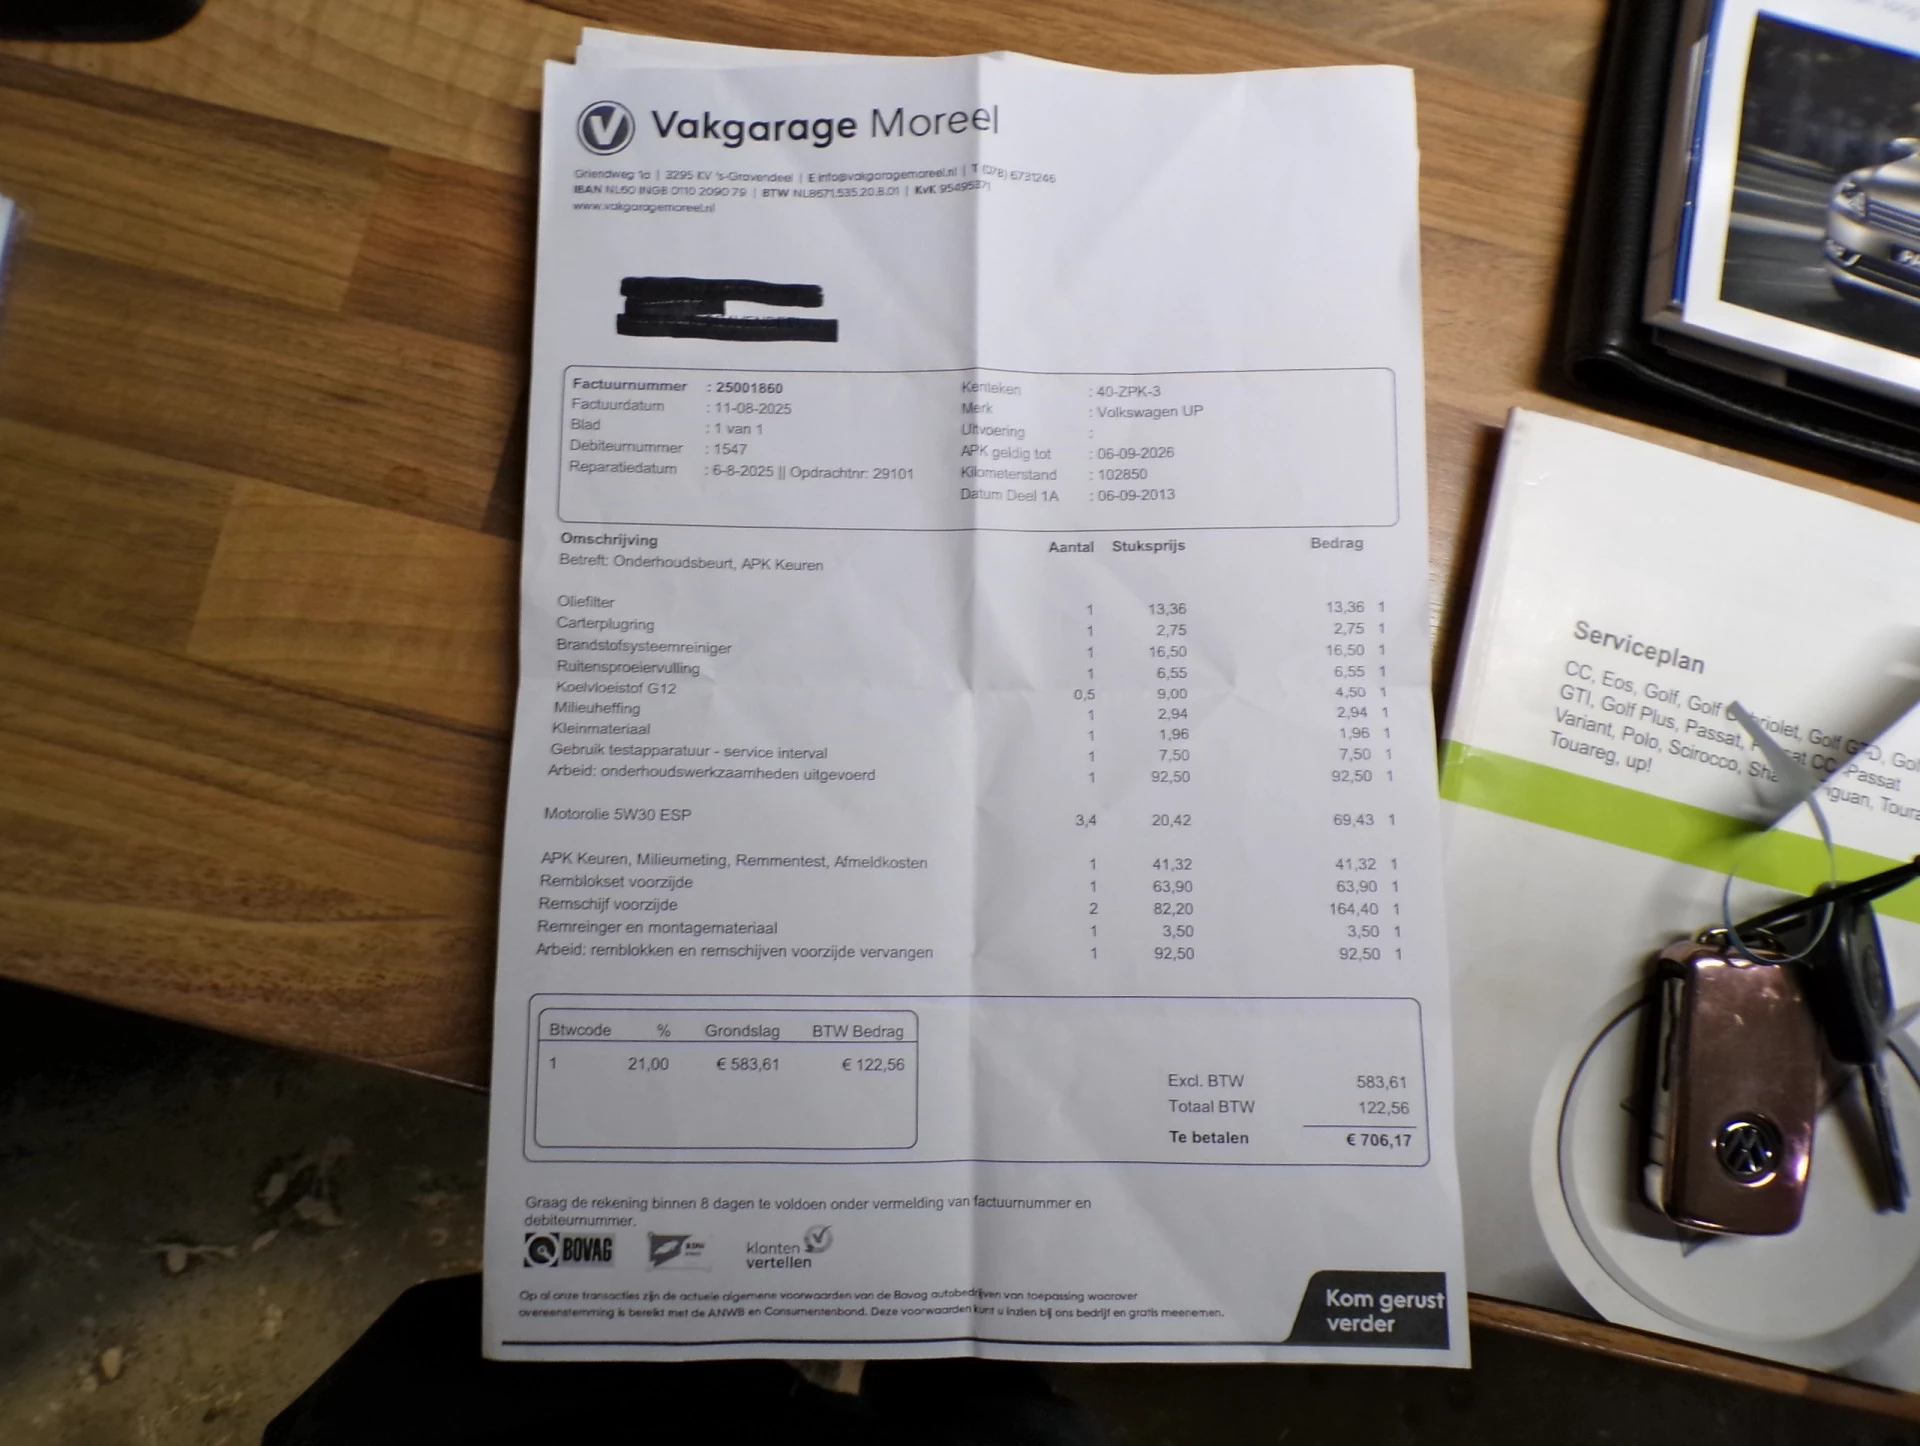 Vakgarage Moreel
Griendweg 1a | 3295 KV 's-Gravendeel | E info@vakgaragemoreel.nl | T (078) 6731246
IBAN NL60 INGB 0110 2090 79 | BTW NL8671.535.20.B.01 | KvK 95495371
www.vakgaragemoreel.nl
Factuurnummer : 25001860
Factuurdatum : 11-08-2025
Blad : 1 van 1
Debiteurnummer : 1547
Reparatiedatum : 6-8-2025 || Opdrachtnr: 29101
Kenteken : 40-ZPK-3
Merk : Volkswagen UP
Uitvoering :
APK geldig tot : 06-09-2026
Kilometerstand : 102850
Datum Deel 1A : 06-09-2013
Omschrijving Aantal Stuksprijs Bedrag
Betreft: Onderhoudsbeurt, APK Keuren
Oliefilter 1 13,36 13,36 1
Carterplugring 1 2,75 2,75 1
Brandstofsysteemreiniger 1 16,50 16,50 1
Ruitensproeiervulling 1 6,55 6,55 1
Koelvloeistof G12 0,5 9,00 4,50 1
Milieuheffing 1 2,94 2,94 1
Kleinmateriaal 1 1,96 1,96 1
Gebruik testapparatuur - service interval 1 7,50 7,50 1
Arbeid: onderhoudswerkzaamheden uitgevoerd 1 92,50 92,50 1
Motorolie 5W30 ESP 3,4 20,42 69,43 1
APK Keuren, Milieumeting, Remmentest, Afmeldkosten 1 41,32 41,32 1
Remblokset voorzijde 1 63,90 63,90 1
Remschijf voorzijde 2 82,20 164,40 1
Remreinger en montagemateriaal 1 3,50 3,50 1
Arbeid: remblokken en remschijven voorzijde vervangen 1 92,50 92,50 1
Btwcode % Grondslag BTW Bedrag
1 21,00 € 583,61 € 122,56
Excl. BTW 583,61
Totaal BTW 122,56
Te betalen € 706,17
Graag de rekening binnen 8 dagen te voldoen onder vermelding van factuurnummer en
debiteurnummer.
BOVAG
klanten
vertellen
Op al onze transacties zijn de actuele algemene voorwaarden van de Bovag autobedrijven van toepassing waarover
overeenstemming is bereikt met de ANWB en Consumentenbond. Deze voorwaarden kunt u inzien bij ons bedrijf en gratis meenemen.
Kom gerust
verder
Serviceplan
CC, Eos, Golf, Golf Cabriolet, Golf GTD, Gol
GTI, Golf Plus, Passat, Passat CC, Passat
Variant, Polo, Scirocco, Tiguan, Toura
Touareg, up!